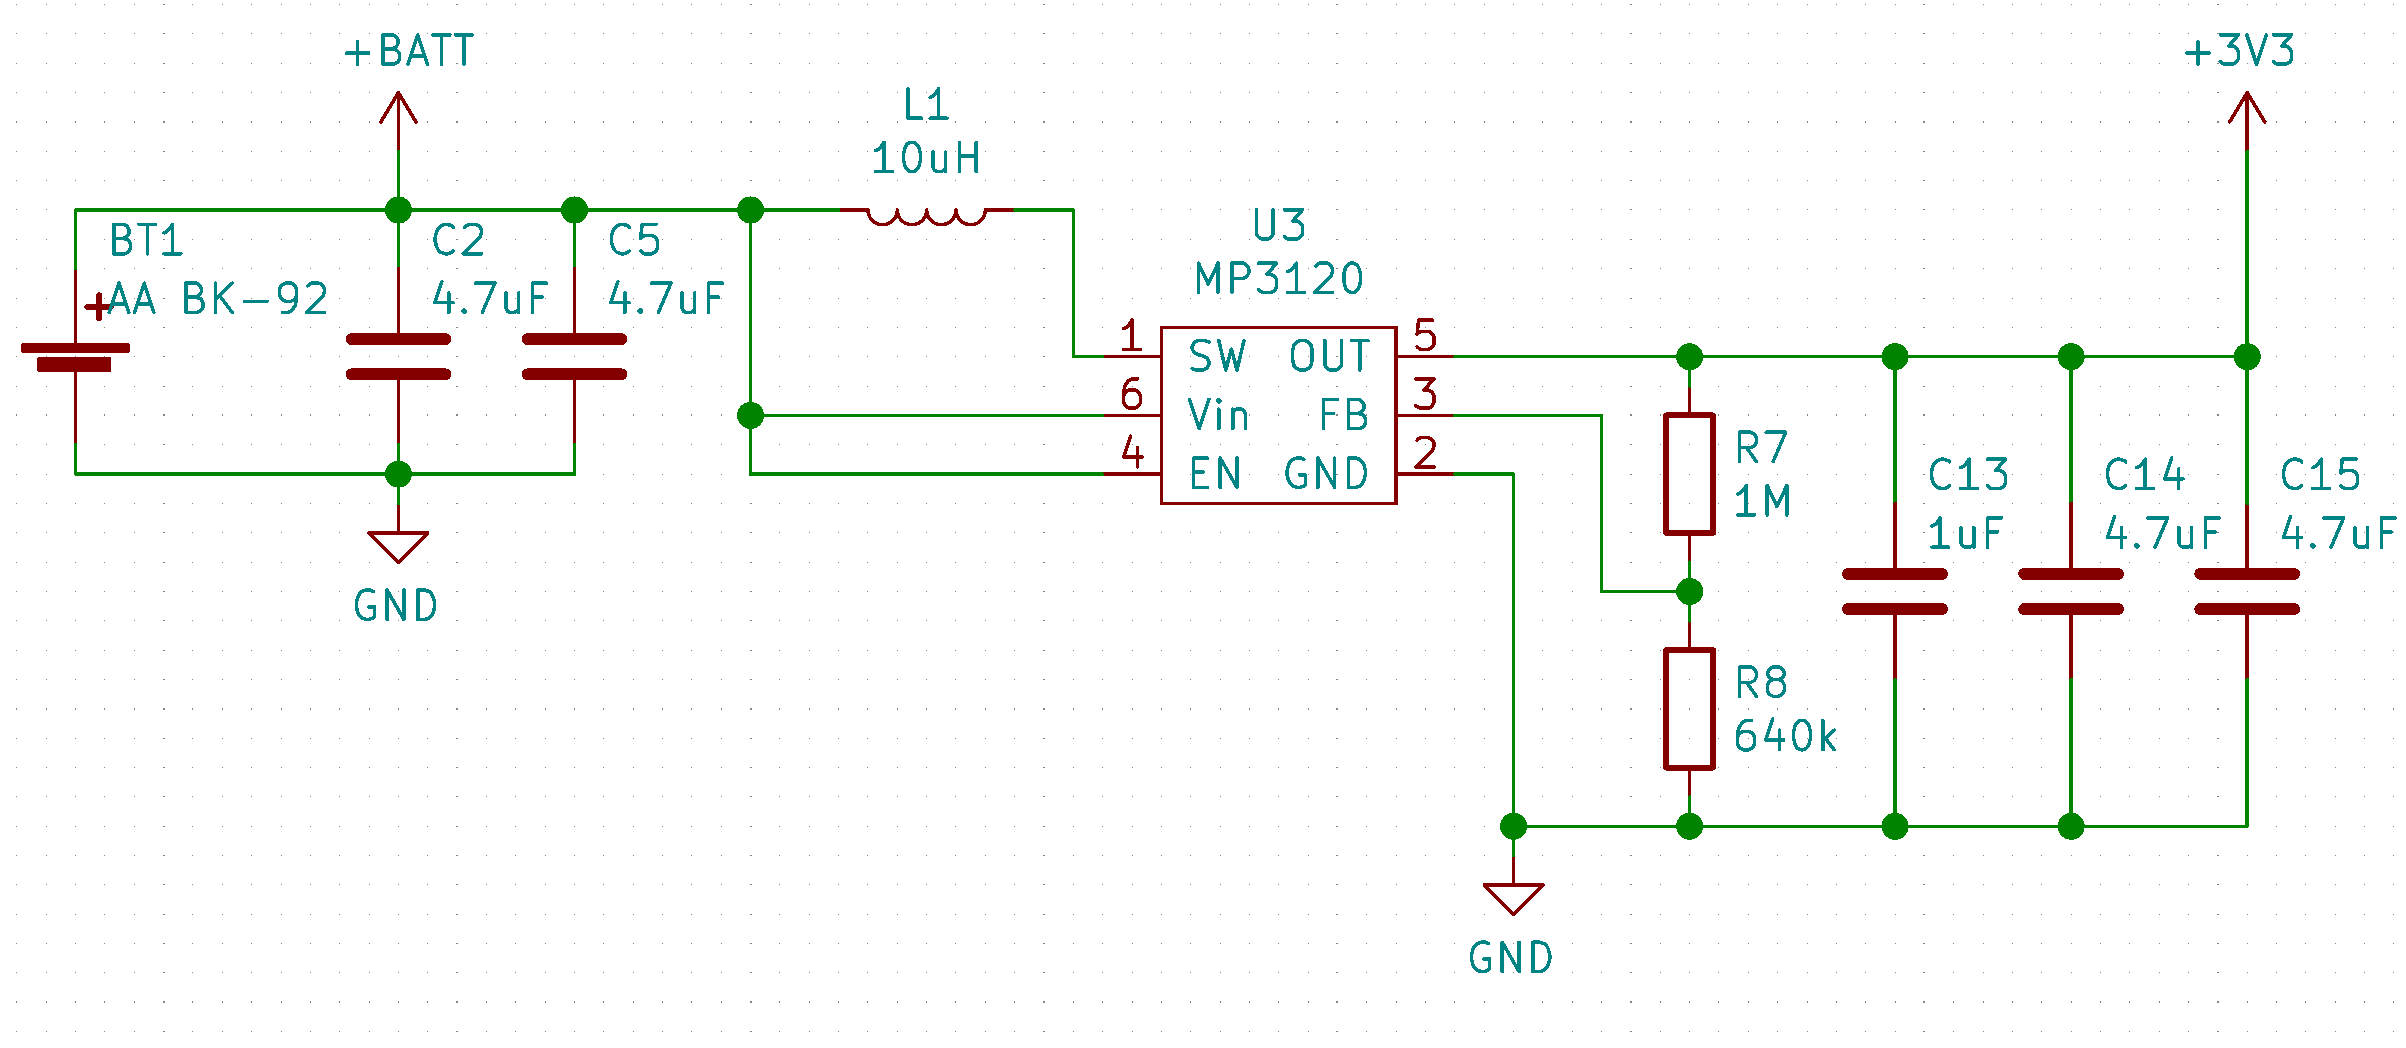 +BATT
+3V3
L1
10uH
BT1
AA BK-92
+
C2
4.7uF
C5
4.7uF
U3
MP3120
1
6
4
SW OUT
Vin FB
EN GND
5
3
2
R7
1M
C13
1uF
C14
4.7uF
C15
4.7uF
GND
R8
640k
GND